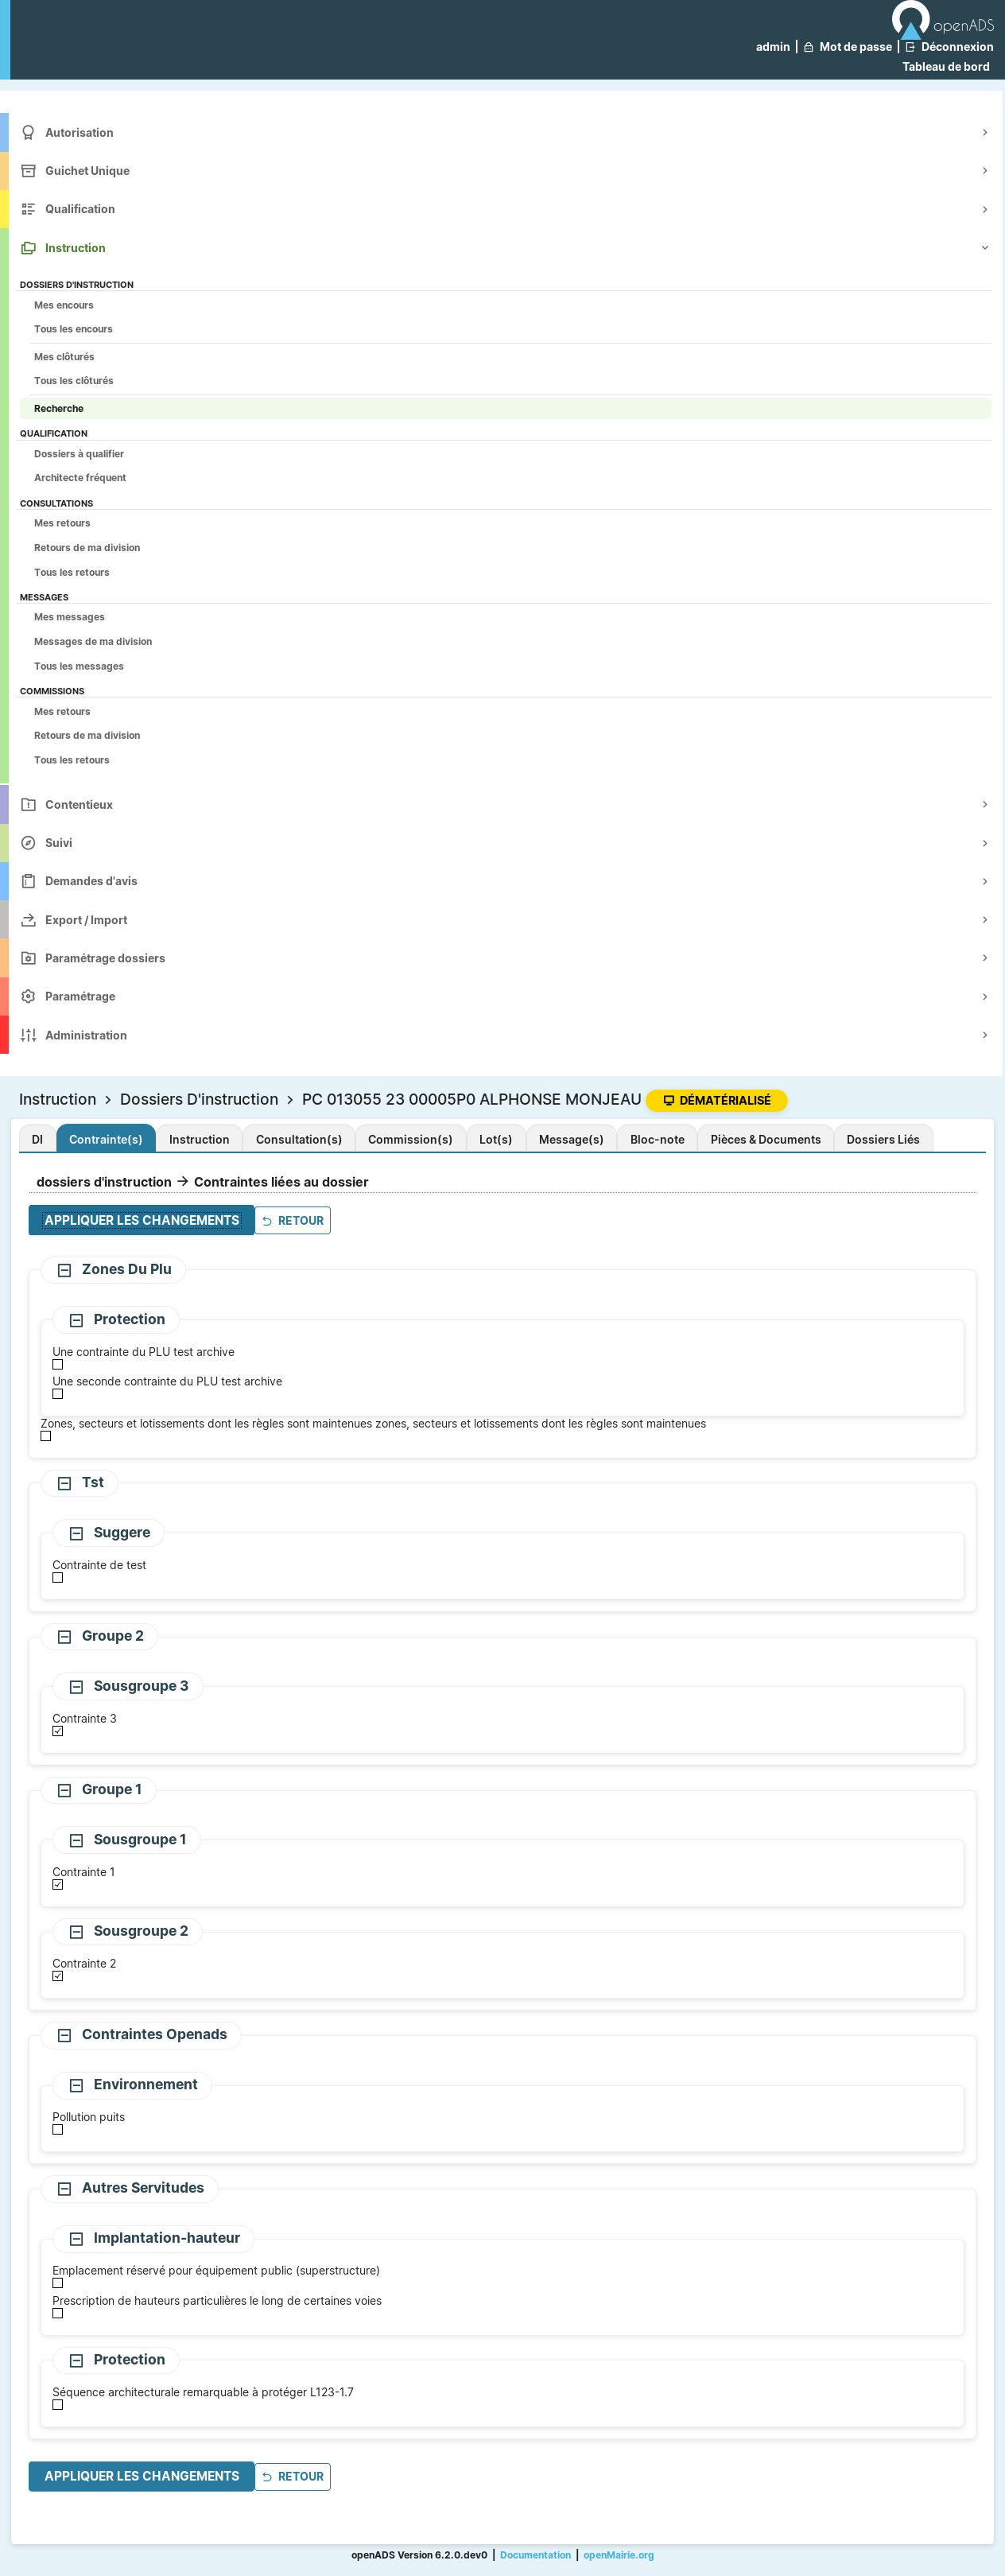 openADS
admin | Mot de passe | Déconnexion
Tableau de bord
Autorisation
Guichet Unique
Qualification
Instruction
DOSSIERS D'INSTRUCTION
Mes encours
Tous les encours
Mes clôturés
Tous les clôturés
Recherche
QUALIFICATION
Dossiers à qualifier
Architecte fréquent
CONSULTATIONS
Mes retours
Retours de ma division
Tous les retours
MESSAGES
Mes messages
Messages de ma division
Tous les messages
COMMISSIONS
Mes retours
Retours de ma division
Tous les retours
Contentieux
Suivi
Demandes d'avis
Export / Import
Paramétrage dossiers
Paramétrage
Administration
Instruction > Dossiers D'instruction > PC 013055 23 00005P0 ALPHONSE MONJEAU DÉMATÉRIALISÉ
DI Contrainte(s) Instruction Consultation(s) Commission(s) Lot(s) Message(s) Bloc-note Pièces & Documents Dossiers Liés
dossiers d'instruction → Contraintes liées au dossier
APPLIQUER LES CHANGEMENTS RETOUR
Zones Du Plu
Protection
Une contrainte du PLU test archive
Une seconde contrainte du PLU test archive
Zones, secteurs et lotissements dont les règles sont maintenues zones, secteurs et lotissements dont les règles sont maintenues
Tst
Suggere
Contrainte de test
Groupe 2
Sousgroupe 3
Contrainte 3
Groupe 1
Sousgroupe 1
Contrainte 1
Sousgroupe 2
Contrainte 2
Contraintes Openads
Environnement
Pollution puits
Autres Servitudes
Implantation-hauteur
Emplacement réservé pour équipement public (superstructure)
Prescription de hauteurs particulières le long de certaines voies
Protection
Séquence architecturale remarquable à protéger L123-1.7
APPLIQUER LES CHANGEMENTS RETOUR
openADS Version 6.2.0.dev0 | Documentation | openMairie.org